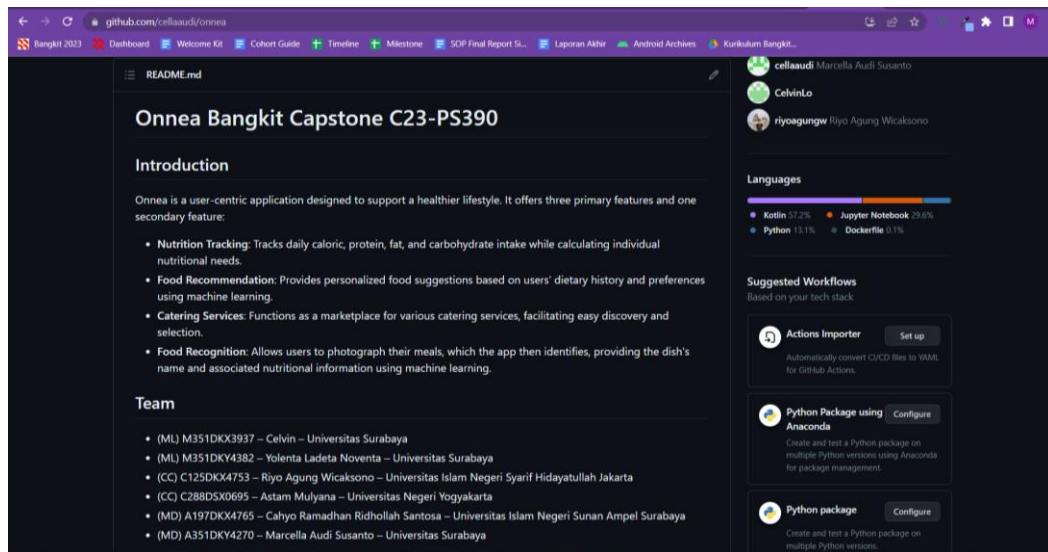 github.com/cellaaudi/onnea
M
Bangkit 2023 Dashboard Welcome Kit Cohort Guide Timeline Milestone SOP Final Report Si... Laporan Akhir Android Archives Kurikulum Bangkit...
README.md
Onnea Bangkit Capstone C23-PS390
Introduction
Onnea is a user-centric application designed to support a healthier lifestyle. It offers three primary features and one
secondary feature:
• Nutrition Tracking: Tracks daily caloric, protein, fat, and carbohydrate intake while calculating individual
nutritional needs.
• Food Recommendation: Provides personalized food suggestions based on users' dietary history and preferences
using machine learning.
• Catering Services: Functions as a marketplace for various catering services, facilitating easy discovery and
selection.
• Food Recognition: Allows users to photograph their meals, which the app then identifies, providing the dish's
name and associated nutritional information using machine learning.
Team
• (ML) M351DKX3937 – Celvin – Universitas Surabaya
• (ML) M351DKY4382 – Yolenta Ladeta Noventa – Universitas Surabaya
• (CC) C125DKX4753 – Riyo Agung Wicaksono – Universitas Islam Negeri Syarif Hidayatullah Jakarta
• (CC) C288DSX0695 – Astam Mulyana – Universitas Negeri Yogyakarta
• (MD) A197DKX4765 – Cahyo Ramadhan Ridhollah Santosa – Universitas Islam Negeri Sunan Ampel Surabaya
• (MD) A351DKY4270 – Marcella Audi Susanto – Universitas Surabaya
cellaaudi Marcella Audi Susanto
CelvinLo
riyoagungw Riyo Agung Wicaksono
Languages
Kotlin 57.2% Jupyter Notebook 29.6%
Python 13.1% Dockerfile 0.1%
Suggested Workflows
Based on your tech stack
Actions Importer Set up
Automatically convert CI/CD files to YAML
for GitHub Actions.
Python Package using Configure
Anaconda
Create and test a Python package on
multiple Python versions using Anaconda
for package management.
Python package Configure
Create and test a Python package on
multiple Python versions.